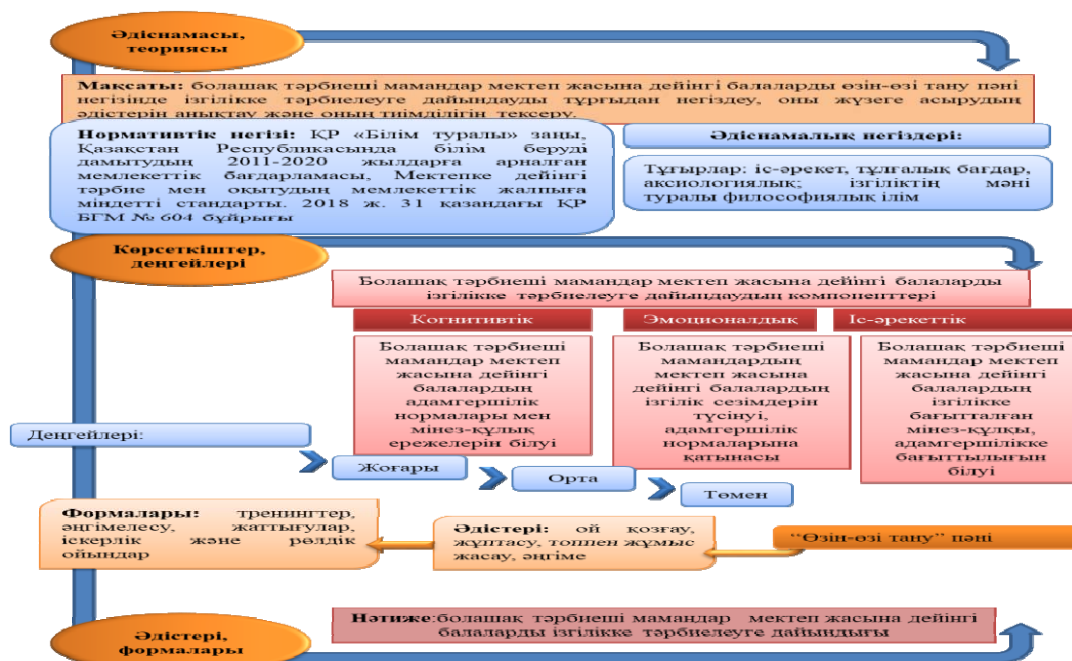 Әдіснамасы,
теориясы
Мақсаты: болашақ тәрбиеші мамандар мектеп жасына дейінгі балаларды өзін-өзі тану пәні
негізінде ізгілікке тәрбиелеуге дайындауды тұрғыдан негіздеу, оны жүзеге асырудың
әдістерін анықтау және оның тиімділігін тексеру.
Нормативтік негізі: ҚР «Білім туралы» заңы,
Қазақстан Республикасында білім беруді
дамытудың 2011-2020 жылдарға арналған
мемлекеттік бағдарламасы, Мектепке дейінгі
тәрбие мен оқытудың мемлекеттік жалпыға
міндетті стандарты. 2018 ж. 31 қазандағы ҚР
БҒМ № 604 бұйрығы
Әдіснамалық негіздері:
Тұғырлар: іс-әрекет, тұлғалық бағдар,
аксиологиялық; ізгіліктің мәні
туралы философиялық ілім
Көрсеткіштер,
деңгейлері
Болашақ тәрбиеші мамандар мектеп жасына дейінгі балаларды
ізгілікке тәрбиелеуге дайындаудың компоненттері
Когнитивтік
Болашақ тәрбиеші
мамандар мектеп
жасына дейінгі
балалардың
адамгершілік
нормалары мен
мінез-құлық
ережелерін білуі
Эмоционалдық
Болашақ тәрбиеші
мамандардың
мектеп жасына
дейінгі балалардың
ізгілік сезімдерін
түсінуі,
адамгершілік
нормаларына
қатынасы
Іс-әрекеттік
Болашақ тәрбиеші
мамандар мектеп
жасына дейінгі
балалардың
ізгілікке
бағытталған
мінез-құлқы,
адамгершілікке
бағыттылығын
білуі
Деңгейлері:
Жоғары
Орта
Төмен
Формалары: тренингтер,
әңгімелесу, жаттығулар,
іскерлік және рөлдік
ойындар
Әдістері: ой қозғау,
жұптасу, топпен жұмыс
жасау, әңгіме
“Өзін-өзі тану” пәні
Нәтиже:болашақ тәрбиеші мамандар мектеп жасына дейінгі
балаларды ізгілікке тәрбиелеуге дайындығы
Әдістері,
формалары